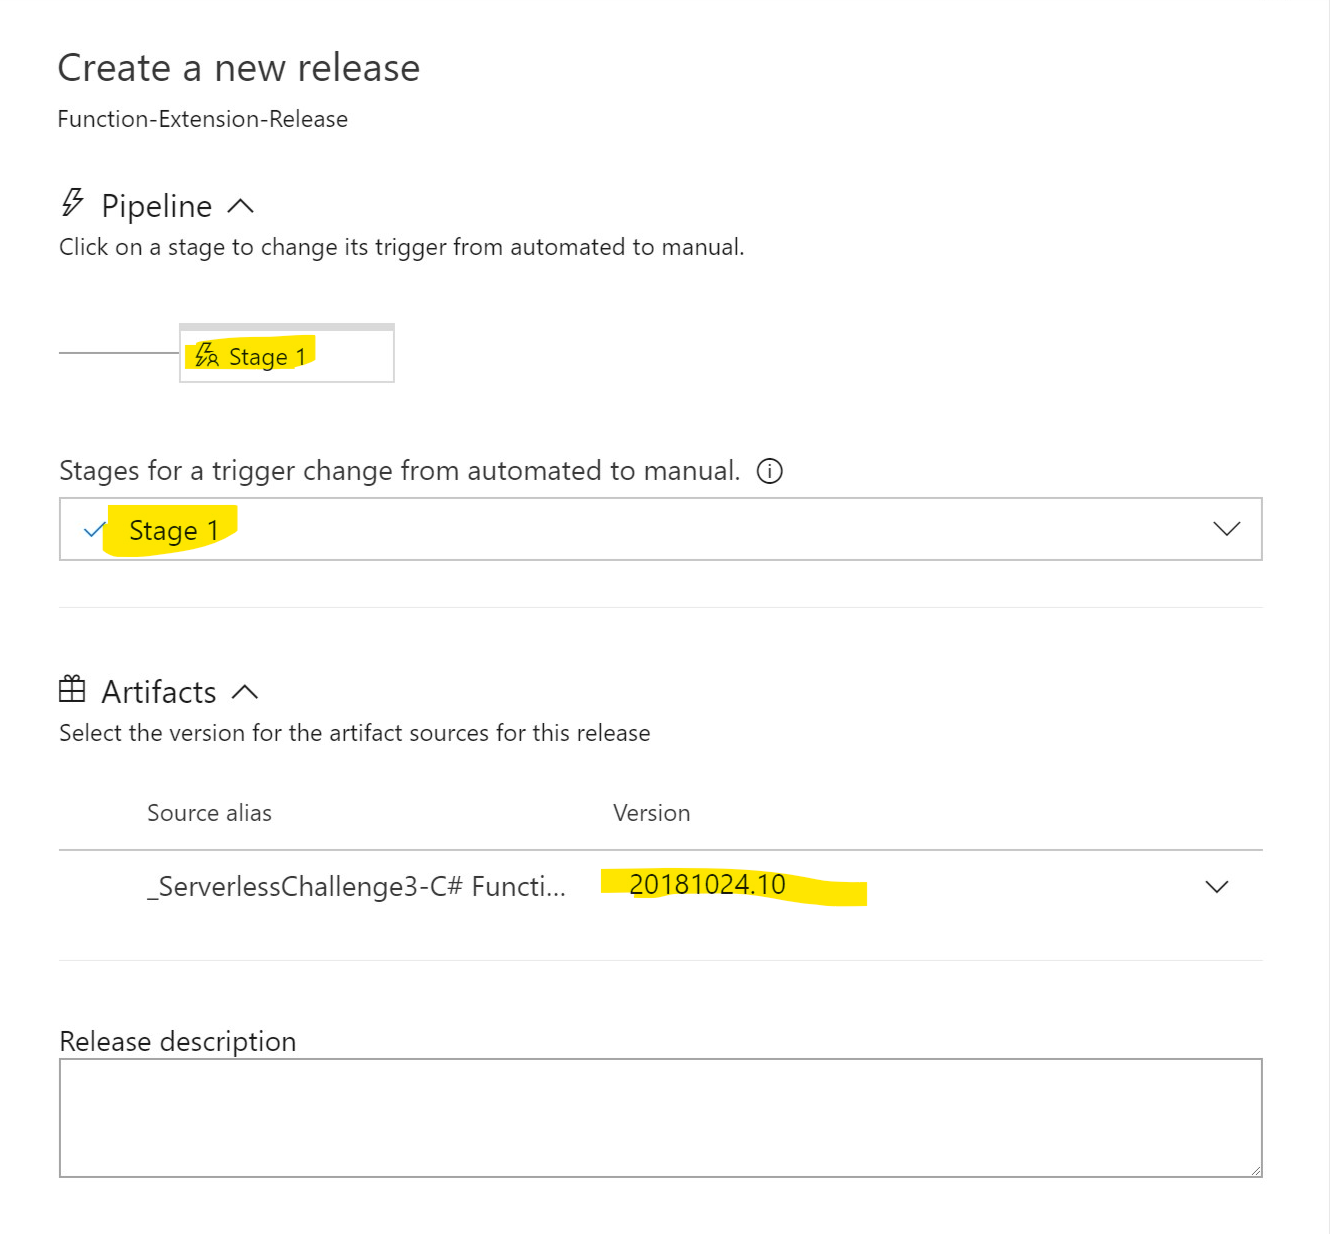 Create a new release
Function-Extension-Release
Pipeline
Click on a stage to change its trigger from automated to manual.
Stage 1
Stages for a trigger change from automated to manual.
Stage 1
Artifacts
Select the version for the artifact sources for this release
Source alias Version
_ServerlessChallenge3-C# Functi... 20181024.10
Release description